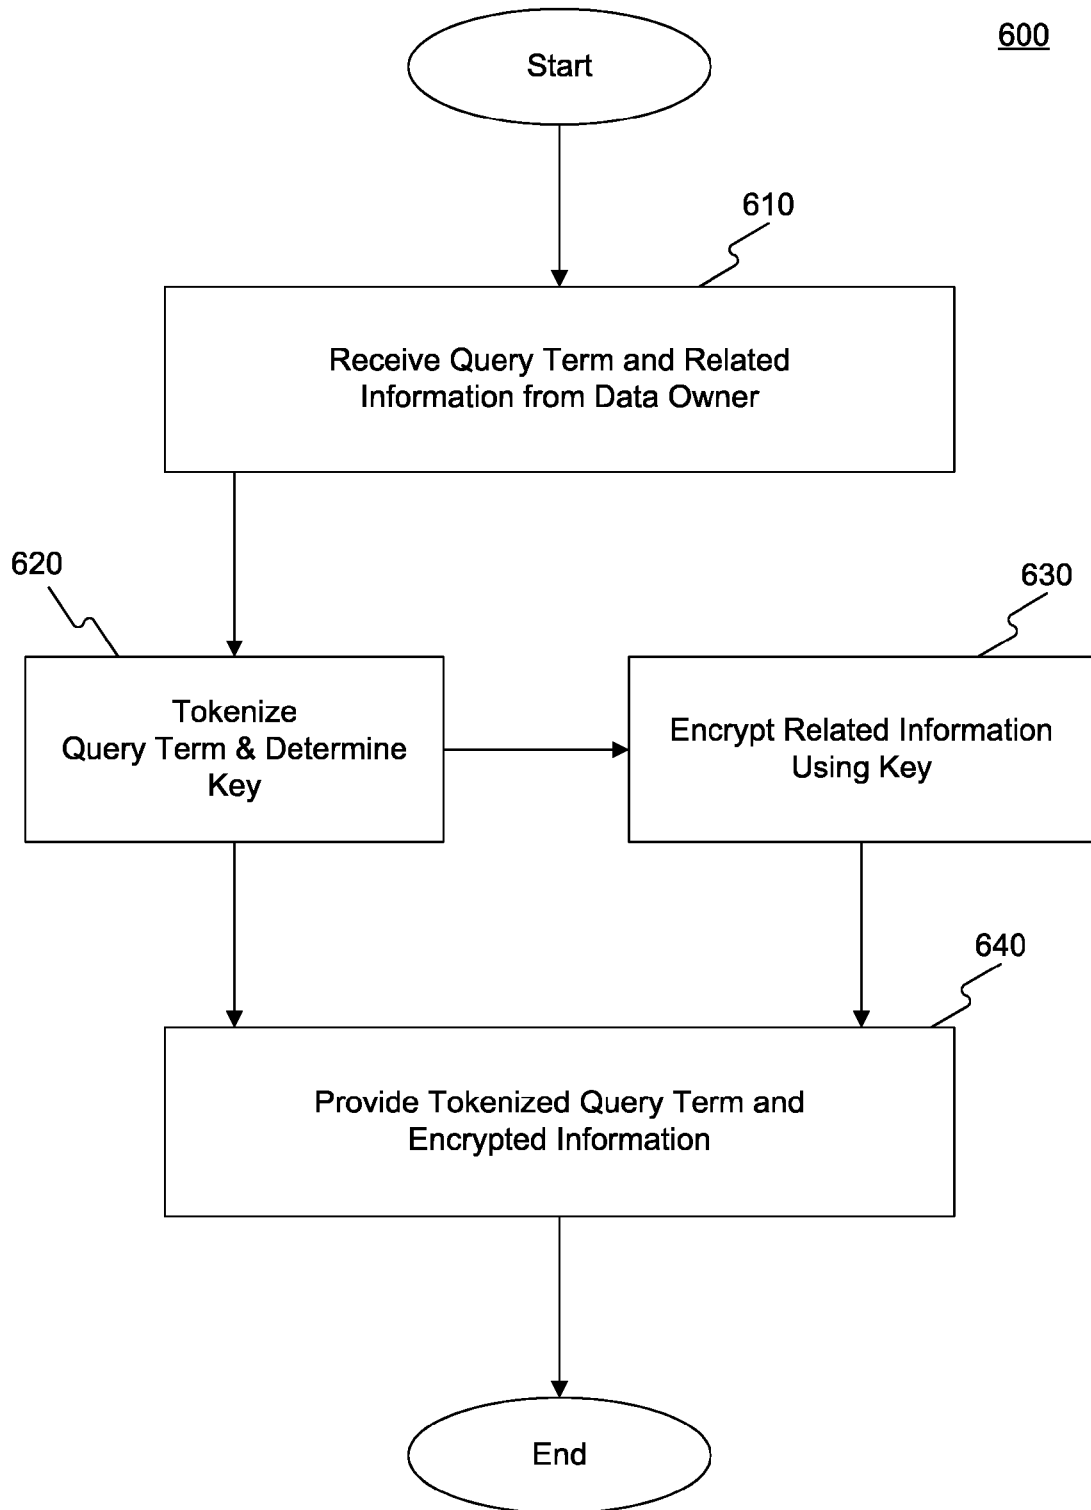 600
Start
610
Receive Query Term and Related
Information from Data Owner
620
630
Tokenize
Query Term & Determine
Key
Encrypt Related Information
Using Key
640
Provide Tokenized Query Term and
Encrypted Information
End